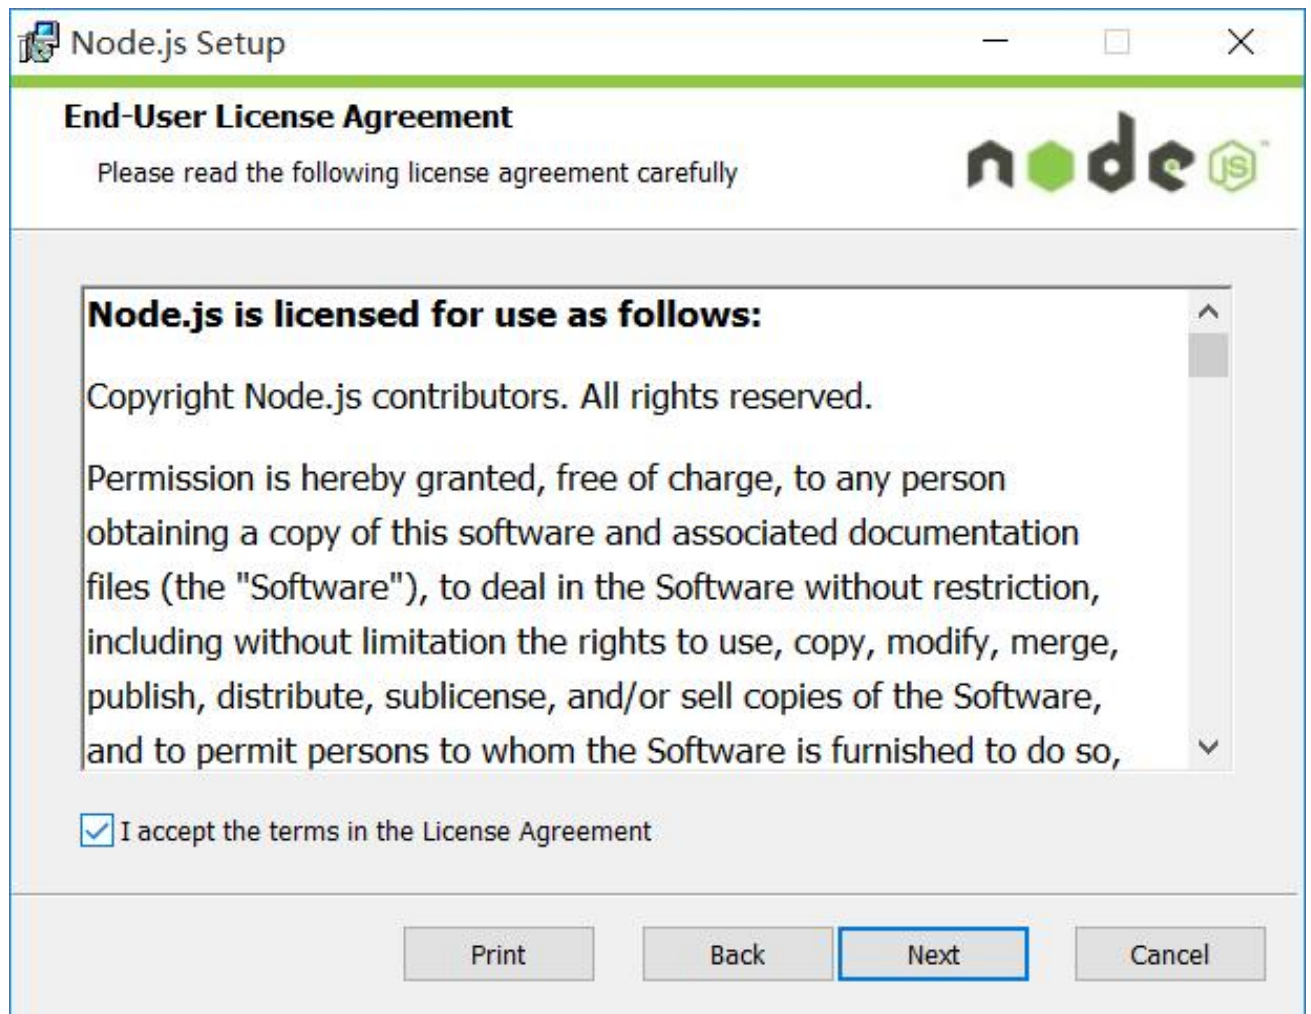 Node.js Setup
End-User License Agreement
Please read the following license agreement carefully
node JS™
Node.js is licensed for use as follows:
Copyright Node.js contributors. All rights reserved.
Permission is hereby granted, free of charge, to any person
obtaining a copy of this software and associated documentation
files (the "Software"), to deal in the Software without restriction,
including without limitation the rights to use, copy, modify, merge,
publish, distribute, sublicense, and/or sell copies of the Software,
and to permit persons to whom the Software is furnished to do so,
I accept the terms in the License Agreement
Print Back Next Cancel